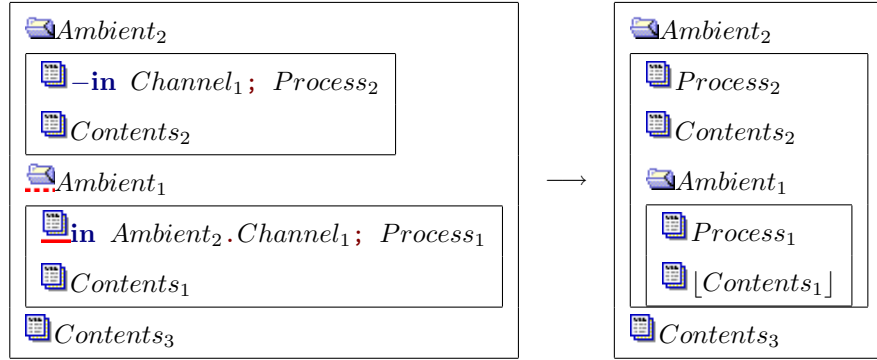 Ambient₂
−in Channel₁; Process₂
Contents₂
Ambient₁
in Ambient₂.Channel₁; Process₁
Contents₁
Contents₃
⟶
Ambient₂
Process₂
Contents₂
Ambient₁
Process₁
⌊Contents₁⌋
Contents₃